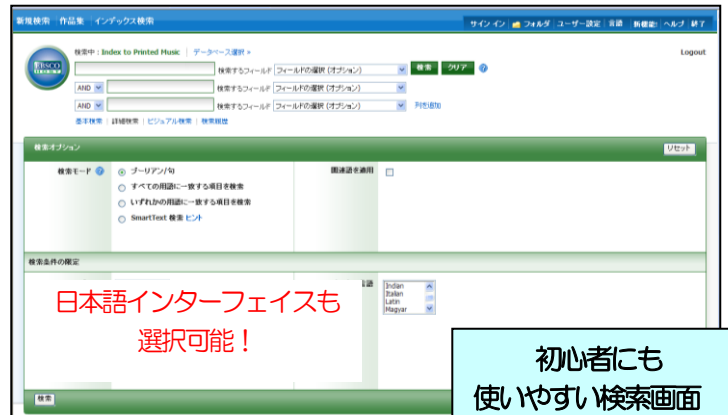 新規検索 作品集 インデックス検索
サインイン フォルダ ユーザー設定 言語 新機能! ヘルプ 終了
検索中 : Index to Printed Music データベース選択 »
Logout
EBSCO
HOST
検索するフィールド フィールドの選択 (オプション) 検索 クリア
AND 検索するフィールド フィールドの選択 (オプション)
AND 検索するフィールド フィールドの選択 (オプション) 列を追加
基本検索 詳細検索 ビジュアル検索 検索履歴
検索オプション
リセット
検索モード
ブーリアン/句
すべての用語に一致する項目を検索
いずれかの用語に一致する項目を検索
SmartText 検索 ヒント
関連語を適用
検索条件の限定
言語
Indian
Italian
Latin
Magyar
日本語インターフェイスも
選択可能！
初心者にも
使いやすい検索画面
検索